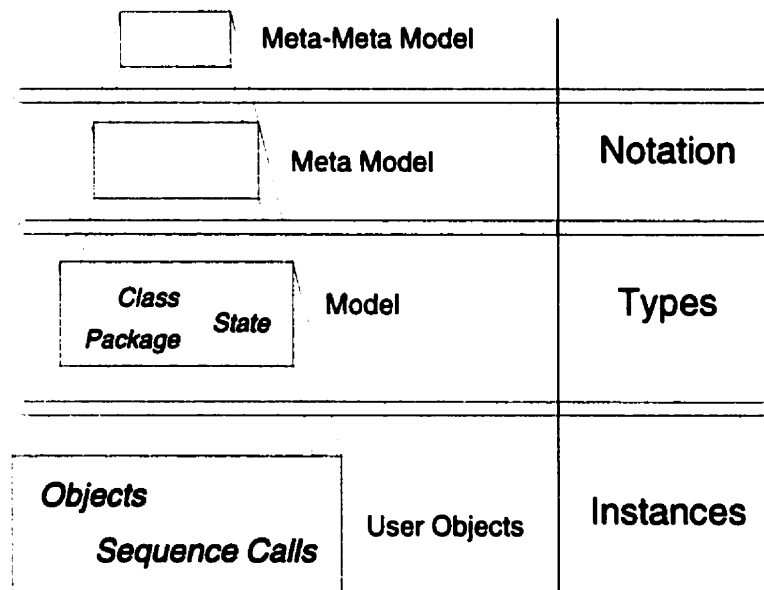 Meta-Meta Model
Meta Model
Notation
Class
Package
State
Model
Types
Objects
Sequence Calls
User Objects
Instances